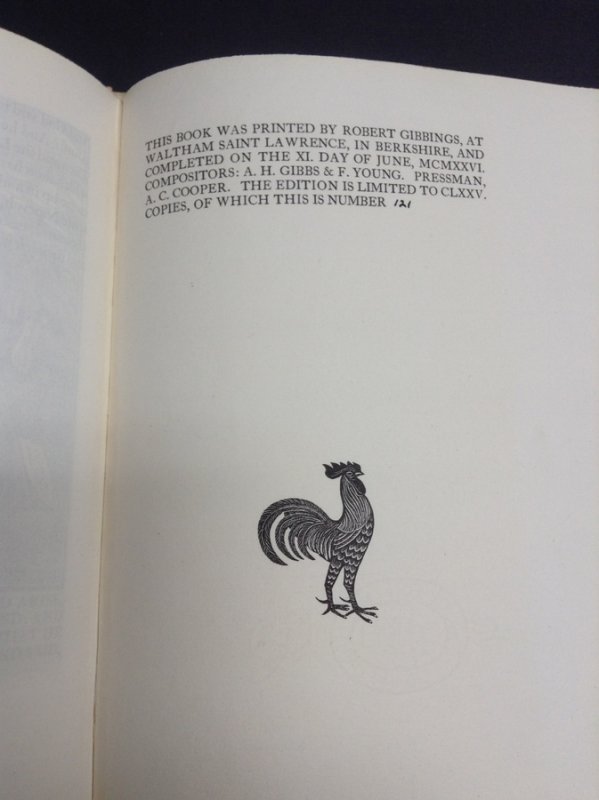 THIS BOOK WAS PRINTED BY ROBERT GIBBINGS, AT
WALTHAM SAINT LAWRENCE, IN BERKSHIRE, AND
COMPLETED ON THE XI. DAY OF JUNE, MCMXXVI.
COMPOSITORS: A. H. GIBBS & F. YOUNG. PRESSMAN,
A. C. COOPER. THE EDITION IS LIMITED TO CLXXV.
COPIES, OF WHICH THIS IS NUMBER 121